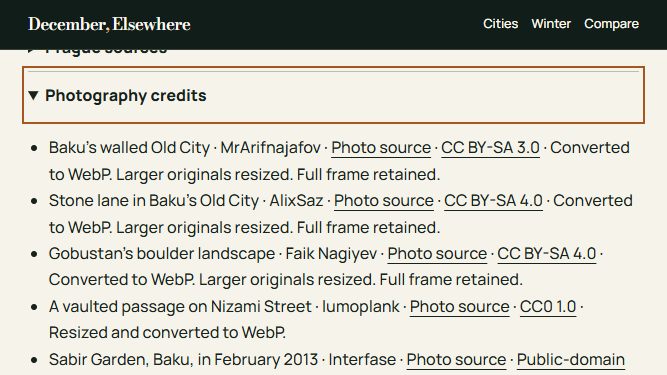 December, Elsewhere
Cities Winter Compare
Prague sources
Photography credits
Baku's walled Old City · MrArifnajafov · Photo source · CC BY-SA 3.0 · Converted
to WebP. Larger originals resized. Full frame retained.
Stone lane in Baku's Old City · AlixSaz · Photo source · CC BY-SA 4.0 · Converted
to WebP. Larger originals resized. Full frame retained.
Gobustan's boulder landscape · Faik Nagiyev · Photo source · CC BY-SA 4.0 ·
Converted to WebP. Larger originals resized. Full frame retained.
A vaulted passage on Nizami Street · lumoplank · Photo source · CC0 1.0 ·
Resized and converted to WebP.
Sabir Garden, Baku, in February 2013 · Interfase · Photo source · Public-domain